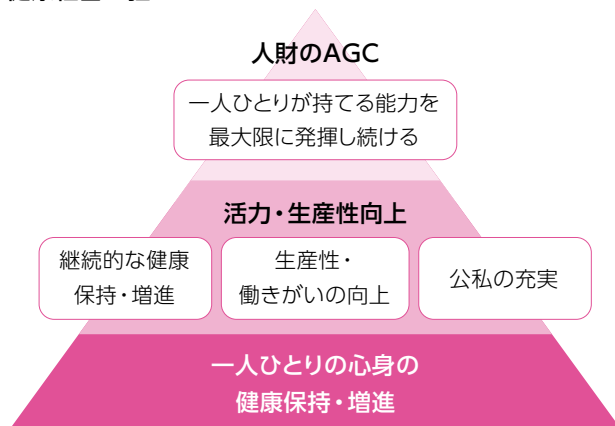 人財のAGC
一人ひとりが持てる能力を
最大限に発揮し続ける
活力・生産性向上
継続的な健康
保持・増進
生産性・
働きがいの向上
公私の充実
一人ひとりの心身の
健康保持・増進